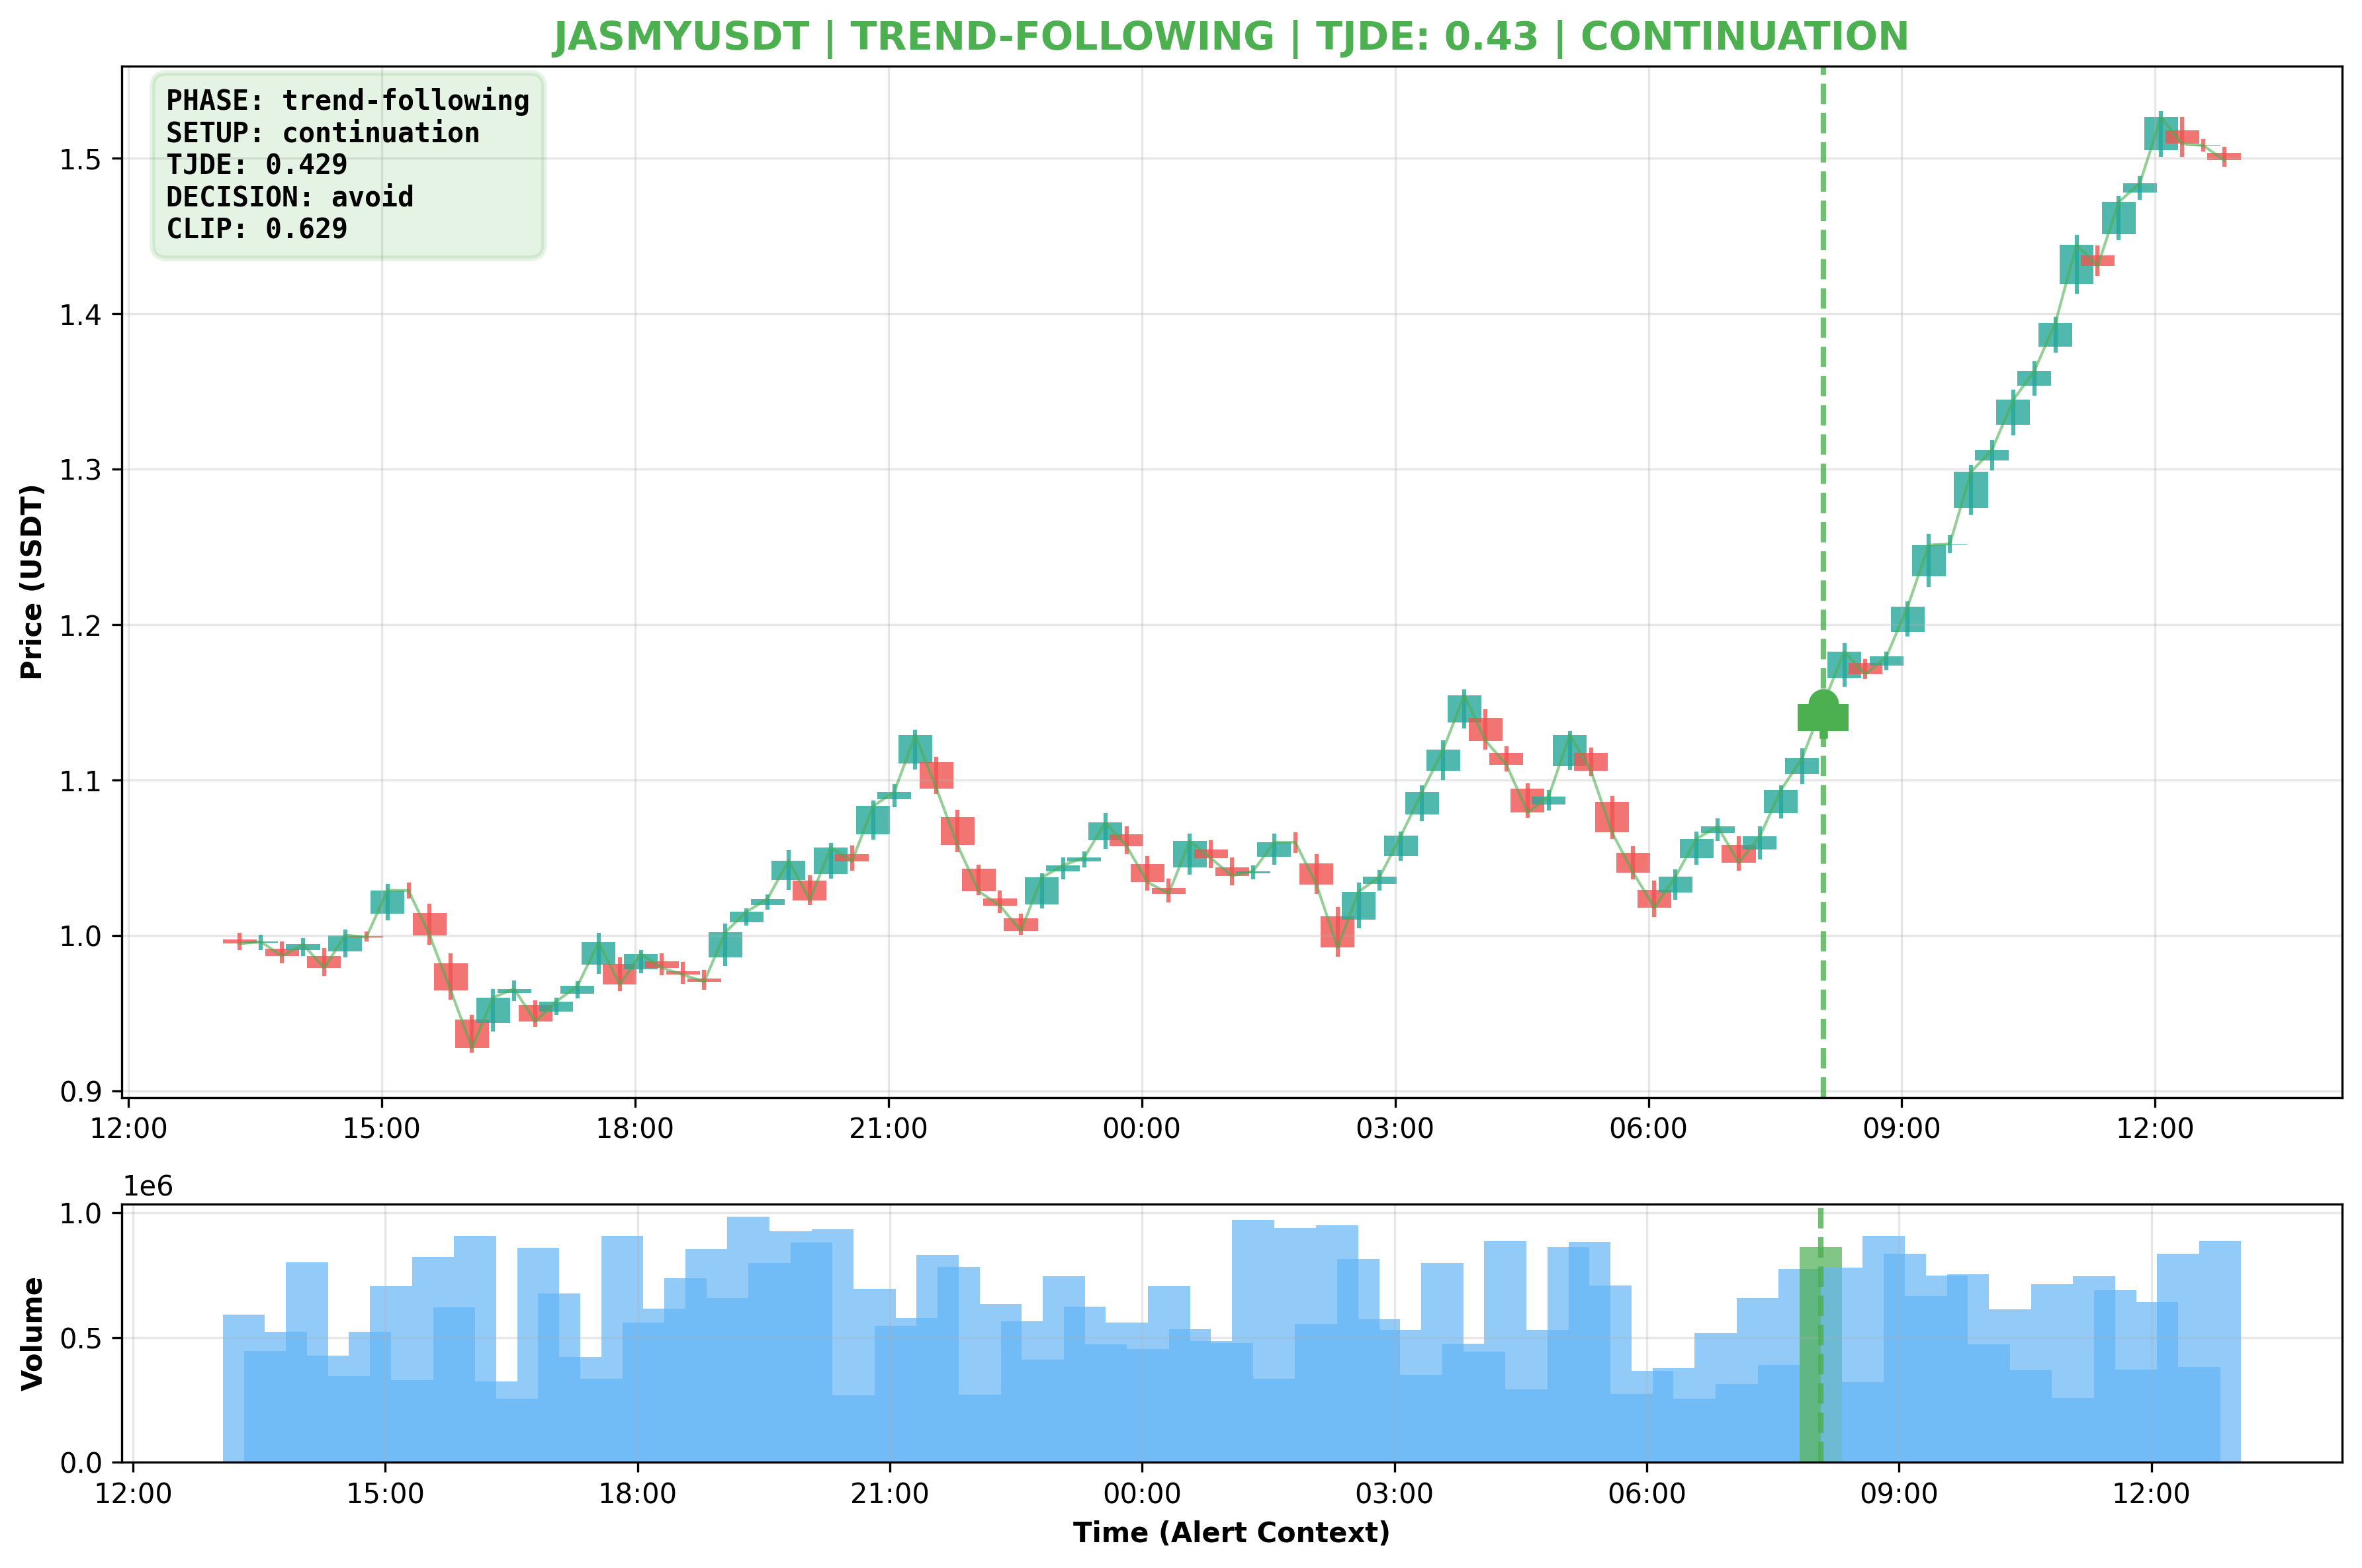 JASMYUSDT | TREND-FOLLOWING | TJDE: 0.43 | CONTINUATION
PHASE: trend-following
SETUP: continuation
TJDE: 0.429
DECISION: avoid
CLIP: 0.629
Price (USDT)
1.5
1.4
1.3
1.2
1.1
1.0
0.9
12:00 15:00 18:00 21:00 00:00 03:00 06:00 09:00 12:00
1e6
Volume
1.0
0.5
0.0
12:00 15:00 18:00 21:00 00:00 03:00 06:00 09:00 12:00
Time (Alert Context)